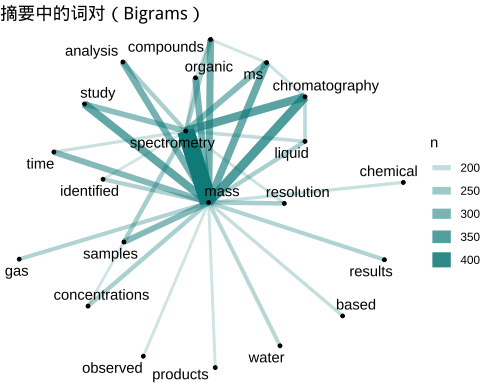 摘要中的词对（Bigrams）
analysis
compounds
organic
ms
study
chromatography
spectrometry
liquid
time
identified
mass
resolution
chemical
samples
gas
results
concentrations
based
observed
products
water
n
200
250
300
350
400